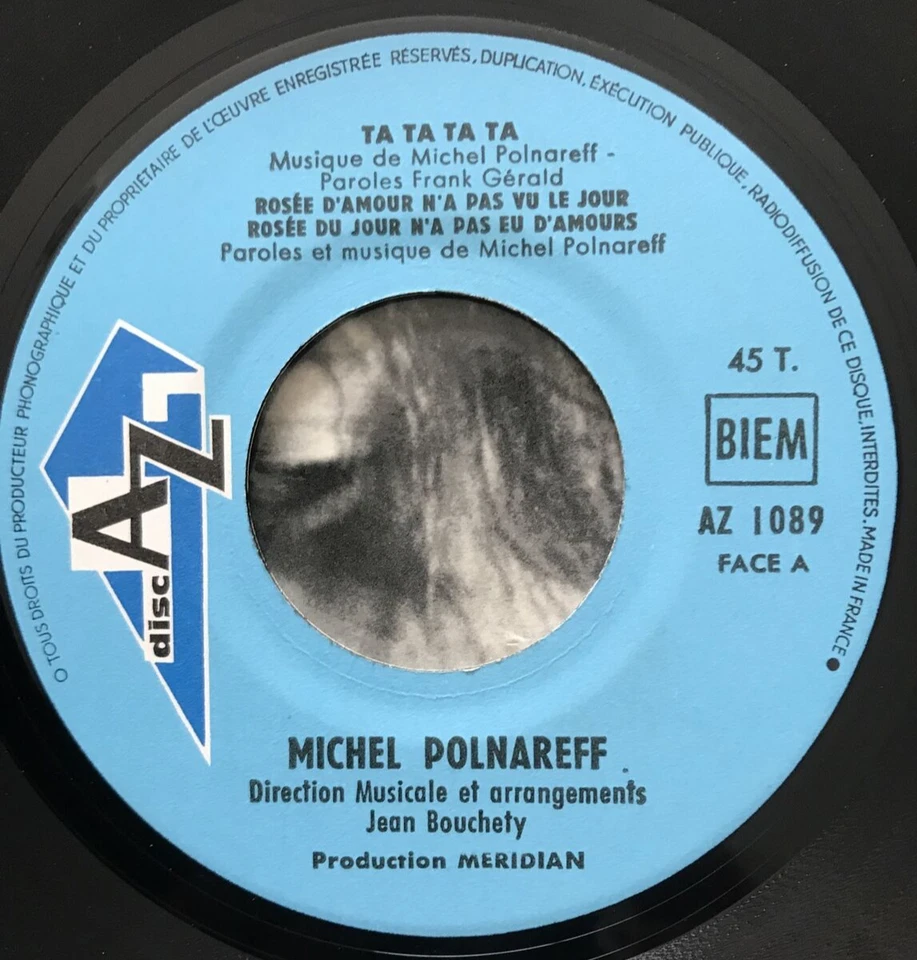 O TOUS DROITS DU PRODUCTEUR PHONOGRAPHIQUE ET DU PROPRIÉTAIRE DE L'ŒUVRE ENREGISTRÉE RÉSERVÉS, DUPLICATION, ÉXÉCUTION PUBLIQUE, RADIODIFFUSION DE CE DISQUE, INTERDITES. MADE IN FRANCE
TA TA TA TA
Musique de Michel Polnareff -
Paroles Frank Gérald
ROSÉE D'AMOUR N'A PAS VU LE JOUR
ROSÉE DU JOUR N'A PAS EU D'AMOURS
Paroles et musique de Michel Polnareff
disc AZ
45 T.
BIEM
AZ 1089
FACE A
MICHEL POLNAREFF
Direction Musicale et arrangements
Jean Bouchety
Production MERIDIAN